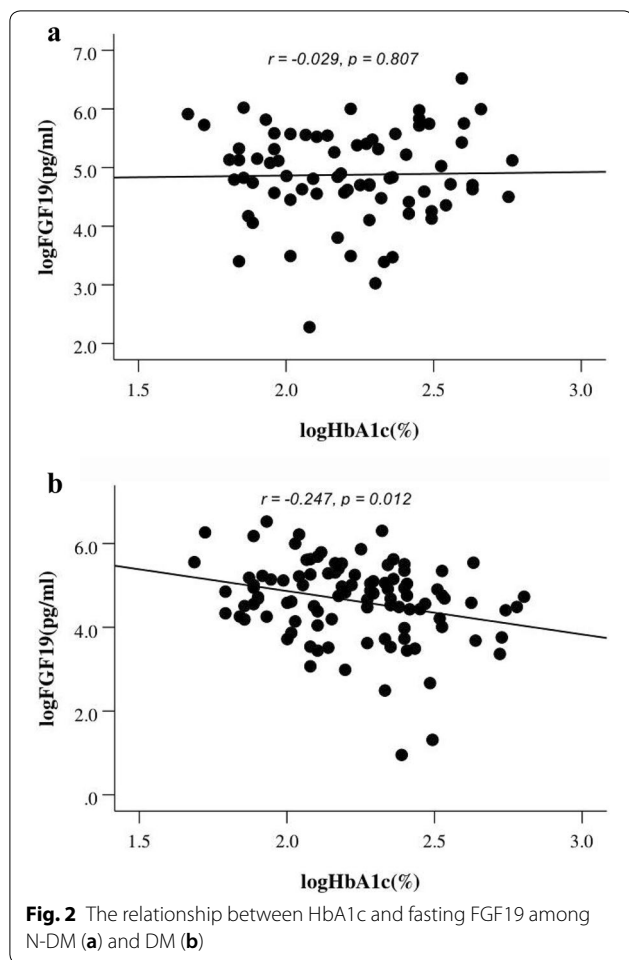 a
r = -0.029, p = 0.807
7.0
6.0
5.0
4.0
3.0
2.0
logFGF19(pg/ml)
1.5 2.0 2.5 3.0
logHbA1c(%)
b
r = -0.247, p = 0.012
6.0
4.0
2.0
.0
logFGF19(pg/ml)
1.5 2.0 2.5 3.0
logHbA1c(%)
Fig. 2 The relationship between HbA1c and fasting FGF19 among
N-DM (a) and DM (b)